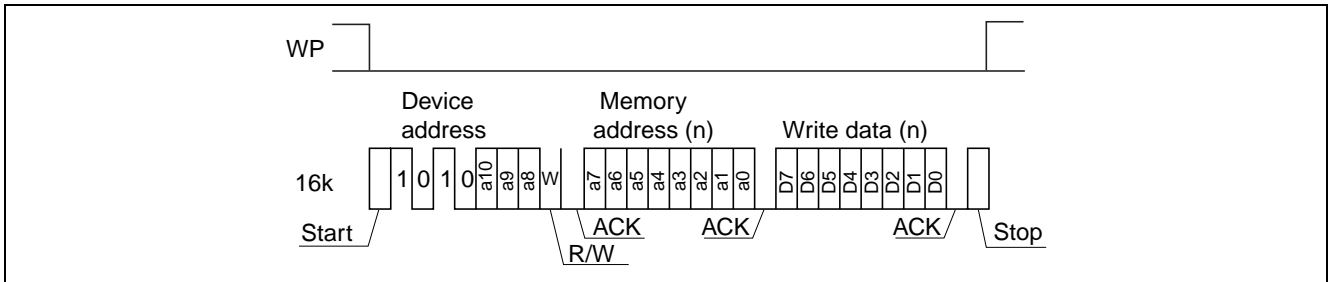 WP
Device
address
Memory
address (n)
Write data (n)
16k
1 0 1 0 a10 a9 a8 W a7 a6 a5 a4 a3 a2 a1 a0 D7 D6 D5 D4 D3 D2 D1 D0
Start
ACK
ACK
ACK
Stop
R/W